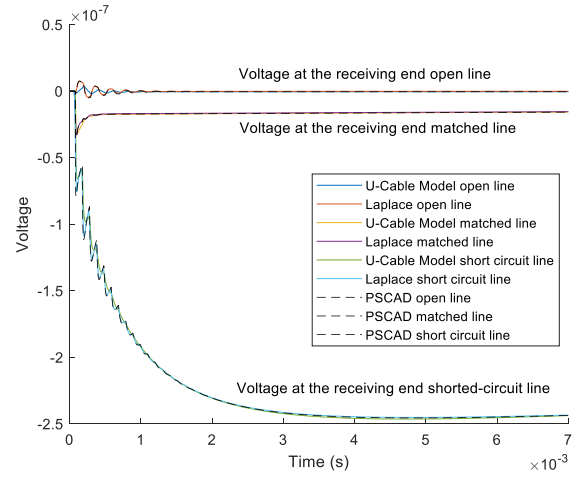 ×10⁻⁷
0.5
Voltage at the receiving end open line
0
Voltage at the receiving end matched line
-0.5
U-Cable Model open line
Laplace open line
U-Cable Model matched line
Laplace matched line
U-Cable Model short circuit line
Laplace short circuit line
PSCAD open line
PSCAD matched line
PSCAD short circuit line
Voltage
-1
-1.5
-2
Voltage at the receiving end shorted-circuit line
-2.5
0 1 2 3 4 5 6 7
Time (s)
×10⁻³